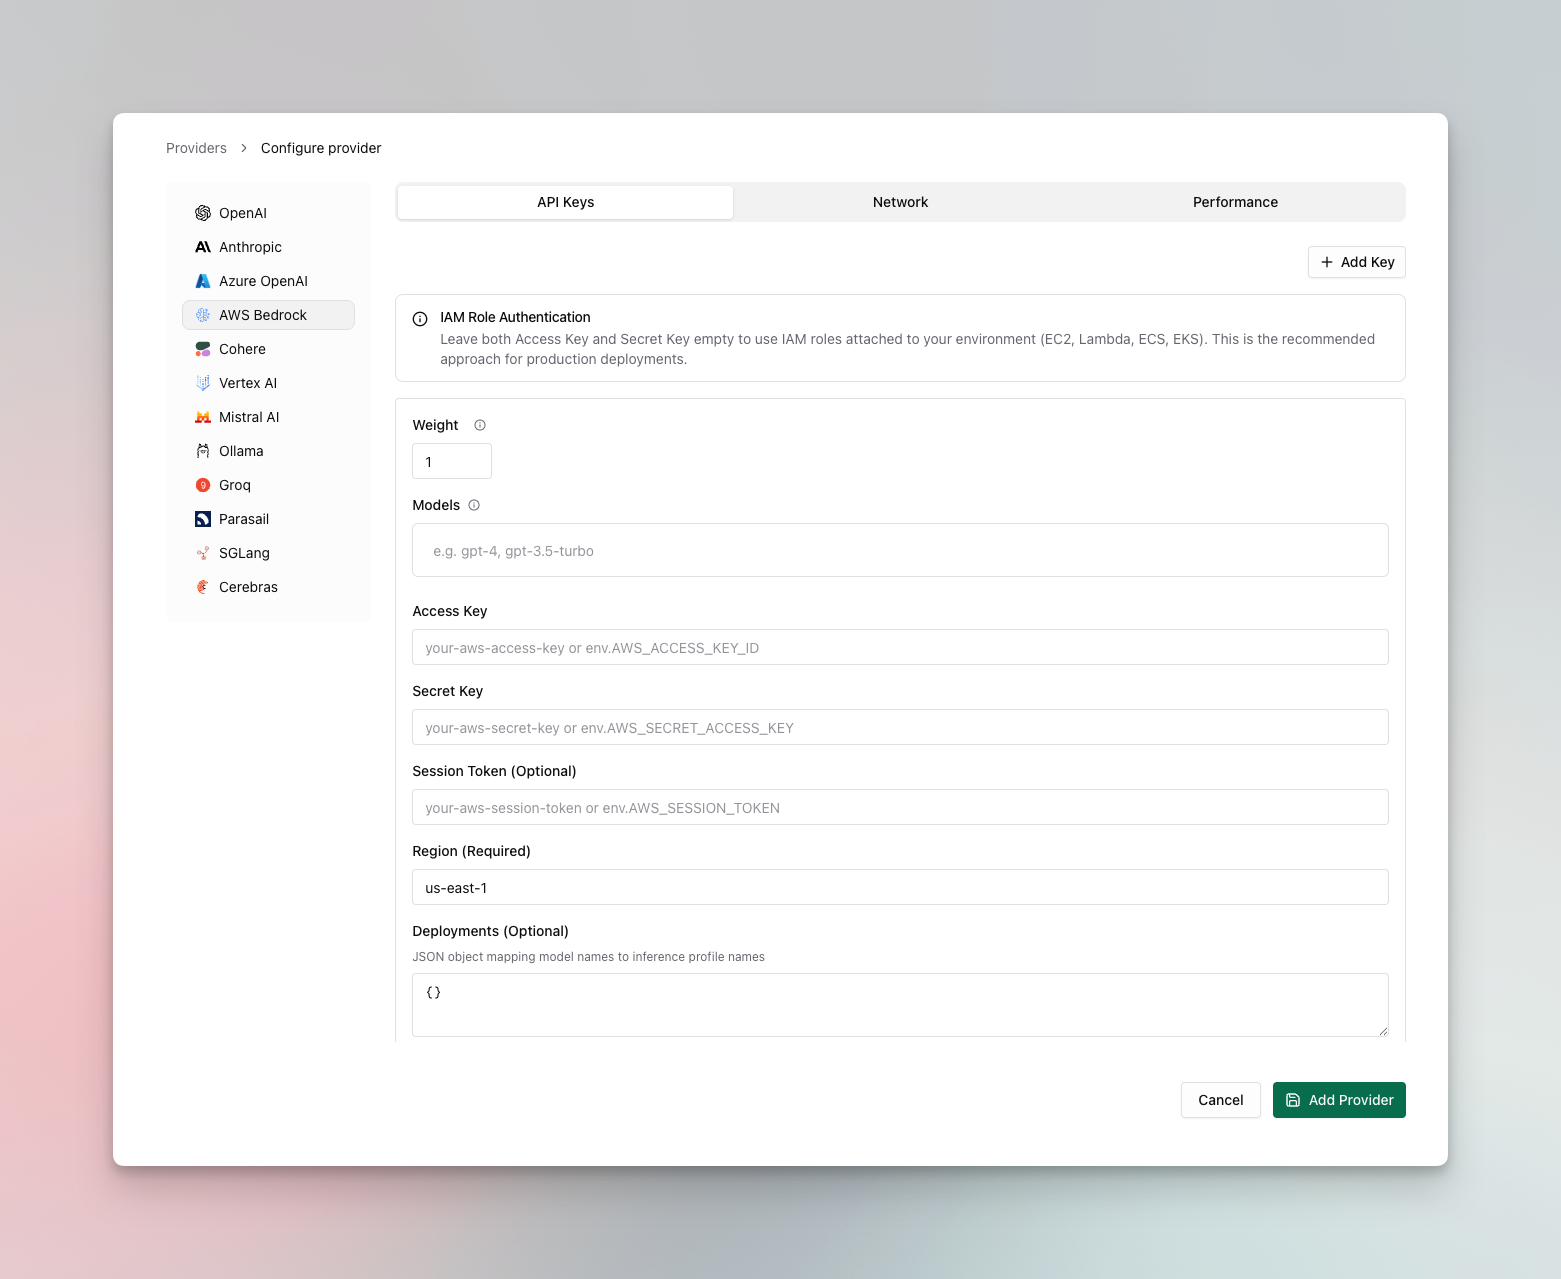 Providers > Configure provider
OpenAI
Anthropic
Azure OpenAI
AWS Bedrock
Cohere
Vertex AI
Mistral AI
Ollama
Groq
Parasail
SGLang
Cerebras
API Keys
Network
Performance
+ Add Key
IAM Role Authentication
Leave both Access Key and Secret Key empty to use IAM roles attached to your environment (EC2, Lambda, ECS, EKS). This is the recommended
approach for production deployments.
Weight
1
Models
e.g. gpt-4, gpt-3.5-turbo
Access Key
your-aws-access-key or env.AWS_ACCESS_KEY_ID
Secret Key
your-aws-secret-key or env.AWS_SECRET_ACCESS_KEY
Session Token (Optional)
your-aws-session-token or env.AWS_SESSION_TOKEN
Region (Required)
us-east-1
Deployments (Optional)
JSON object mapping model names to inference profile names
{}
Cancel
Add Provider